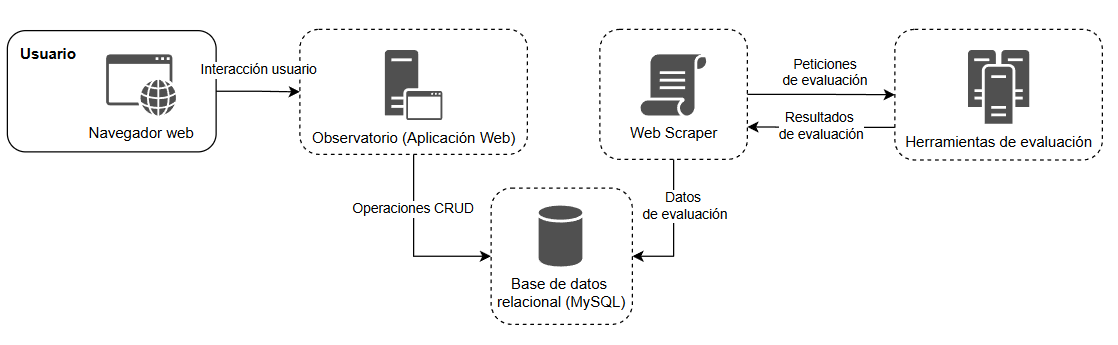 Usuario
Navegador web
Interacción usuario
Observatorio (Aplicación Web)
Web Scraper
Peticiones
de evaluación
Resultados
de evaluación
Herramientas de evaluación
Operaciones CRUD
Datos
de evaluación
Base de datos
relacional (MySQL)